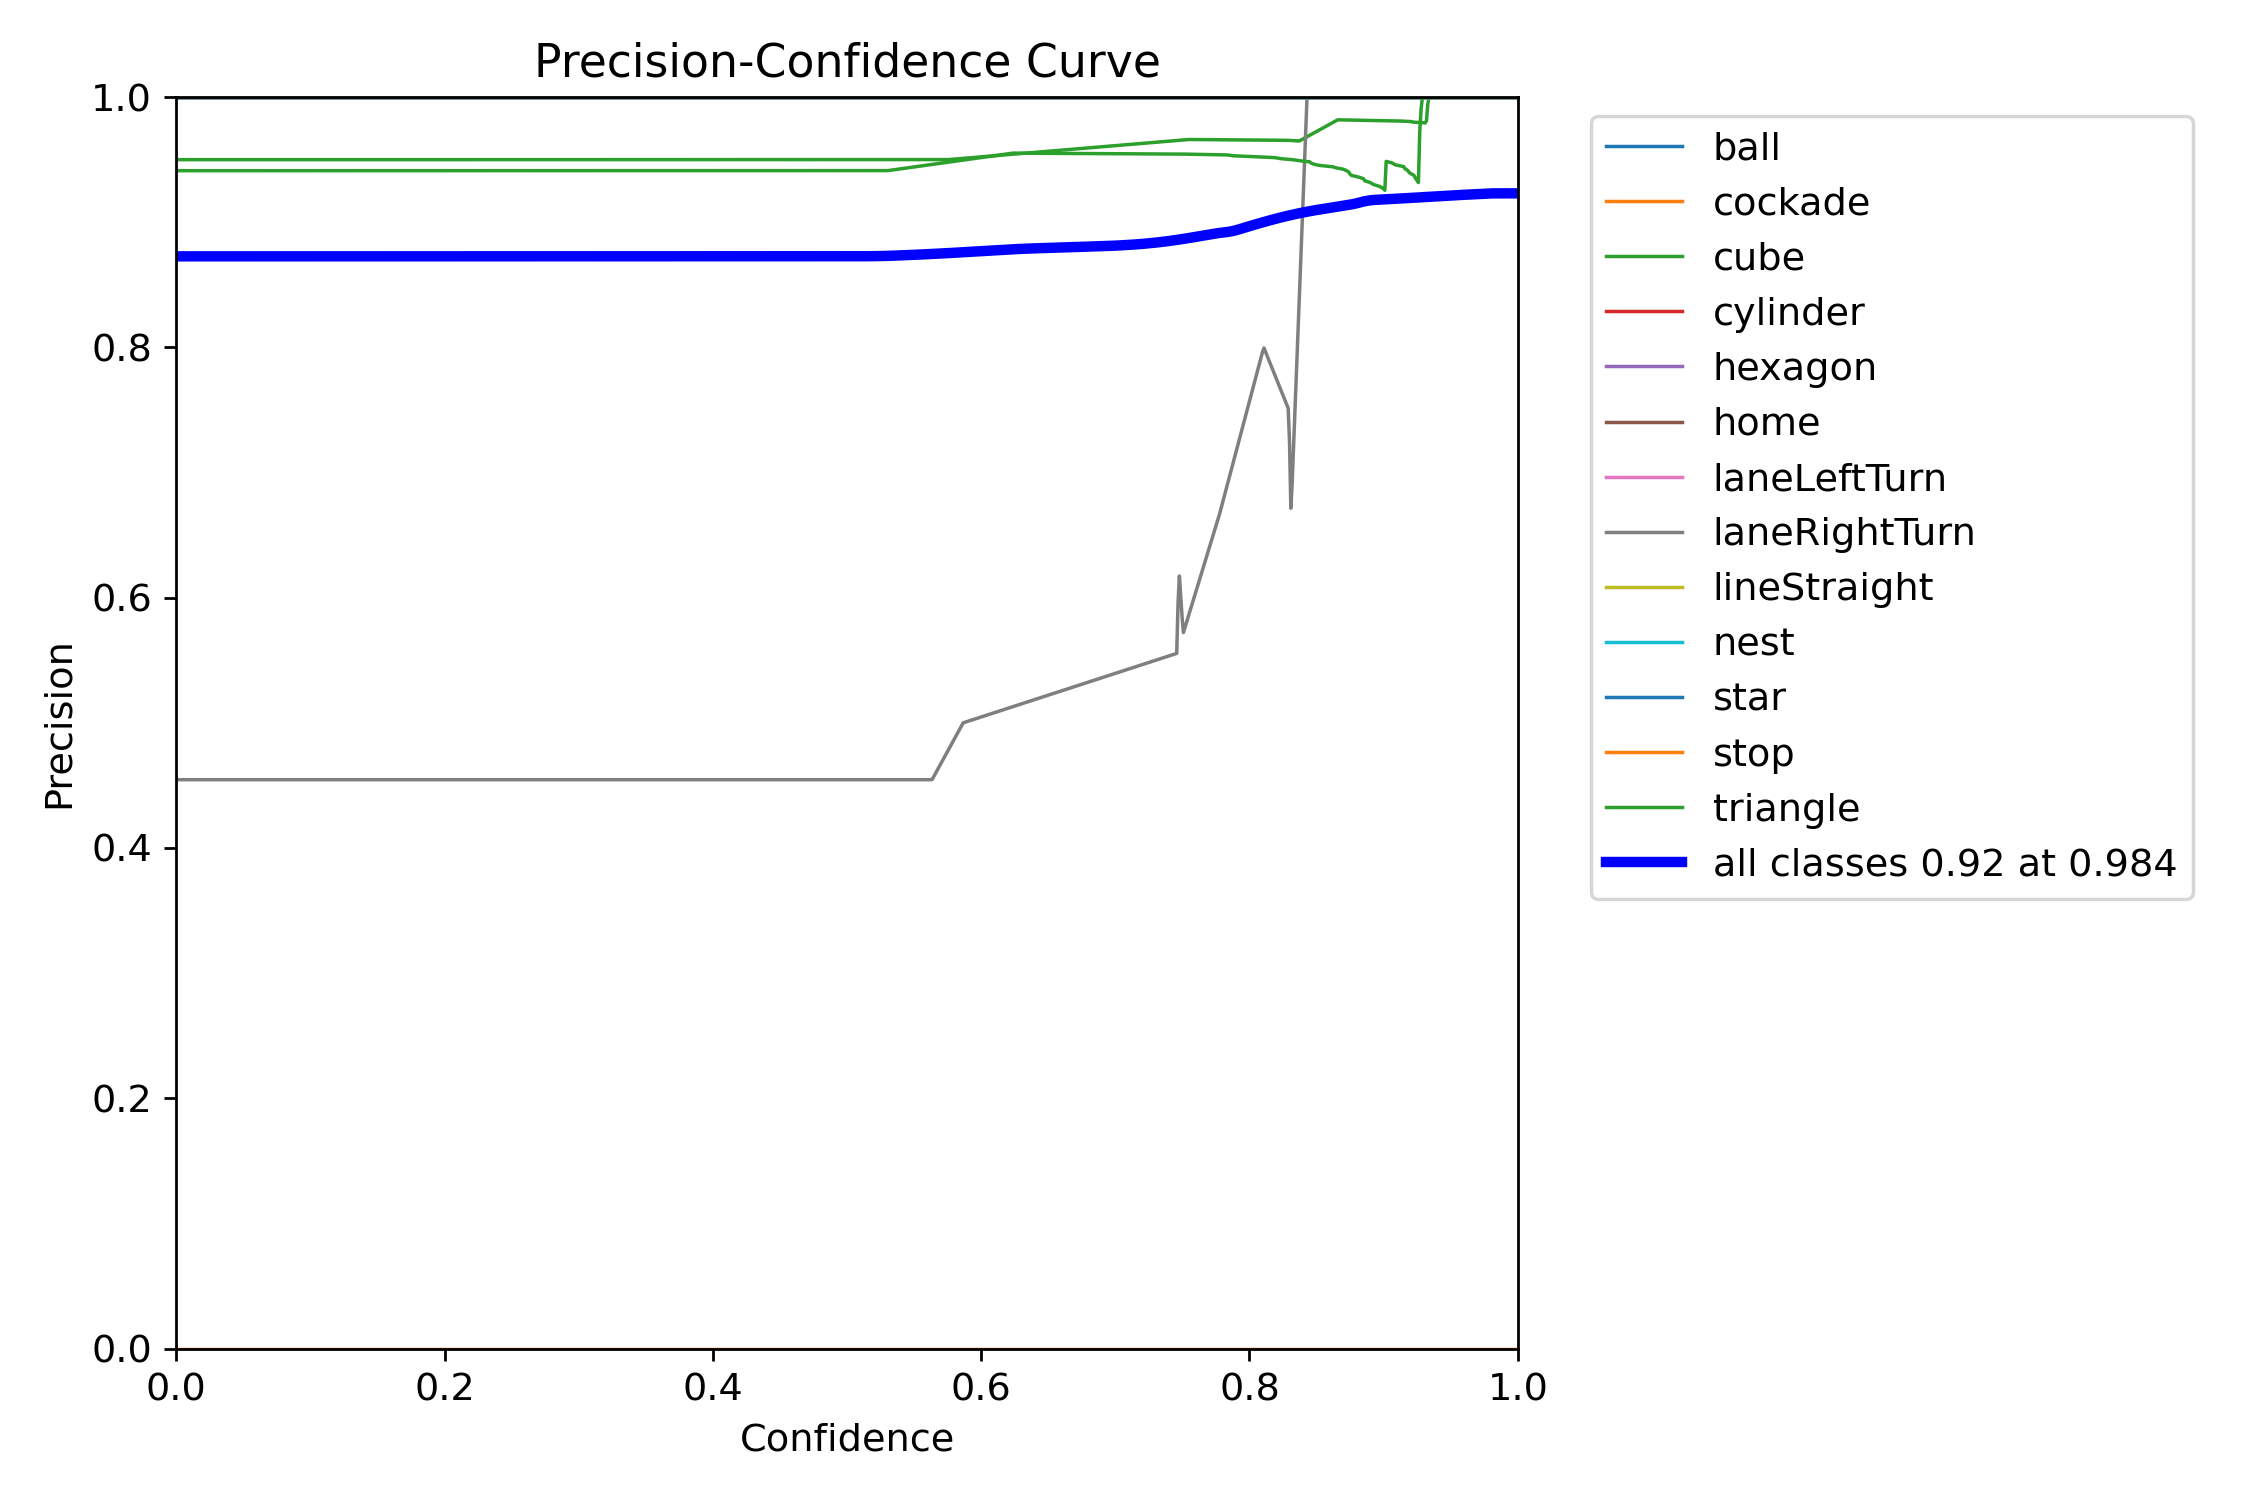 Precision-Confidence Curve
1.0
0.8
0.6
0.4
0.2
0.0
Precision
0.0 0.2 0.4 0.6 0.8 1.0
Confidence
ball
cockade
cube
cylinder
hexagon
home
laneLeftTurn
laneRightTurn
lineStraight
nest
star
stop
triangle
all classes 0.92 at 0.984